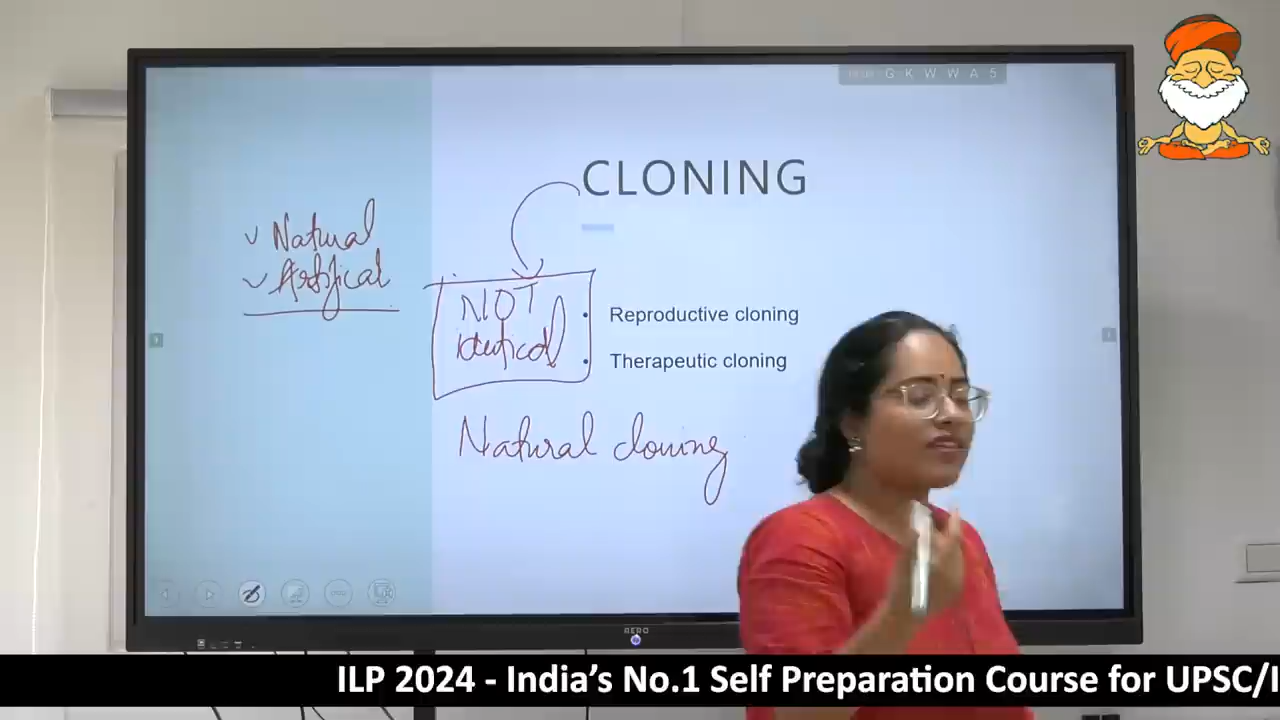 G K W W A 5
CLONING
Natural
Artifical
NOT
identical
• Reproductive cloning
• Therapeutic cloning
Natural cloning
ILP 2024 - India's No.1 Self Preparation Course for UPSC/I